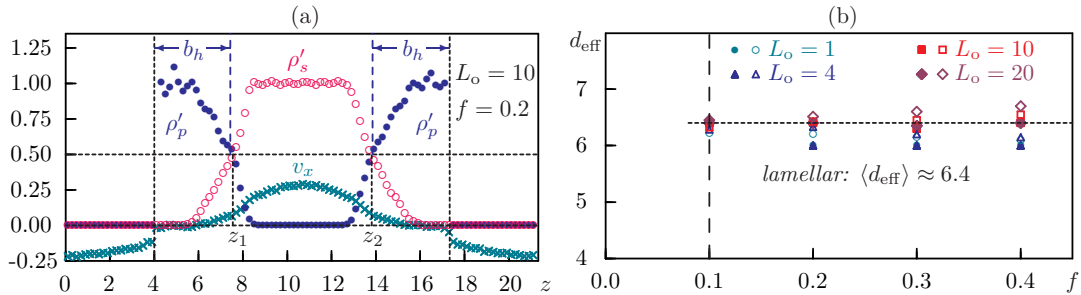 (a)
1.25
1.00
0.75
0.50
0.25
0.00
-0.25
b_h
b_h
ρ′_s
L_o = 10
f = 0.2
ρ′_p
ρ′_p
v_x
z_1
z_2
0 2 4 6 8 10 12 14 16 18 20 z
(b)
d_eff
8
7
6
5
4
L_o = 1
L_o = 10
L_o = 4
L_o = 20
lamellar: ⟨d_eff⟩ ≈ 6.4
0.0 0.1 0.2 0.3 0.4 f